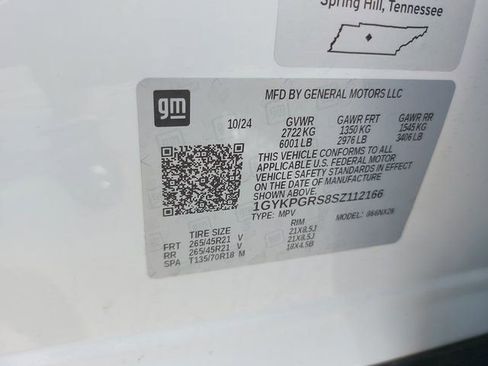 Spring Hill, Tennessee
gm
MFD BY GENERAL MOTORS LLC
10/24 GVWR GAWR FRT GAWR RR
2722 KG 1350 KG 1545 KG
6001 LB 2976 LB 3406 LB
THIS VEHICLE CONFORMS TO ALL
APPLICABLE U.S. FEDERAL MOTOR
VEHICLE SAFETY STANDARDS IN EFFECT
ON THE DATE OF MANUFACTURE
SHOWN ABOVE.
1GYKPGRS8SZ112166
TYPE: MPV MODEL: 6NX26
TIRE SIZE RIM
FRT 265/45R21 V 21X8.5J
RR 265/45R21 V 21X8.5J
SPA T135/70R18 M 18X4.5B